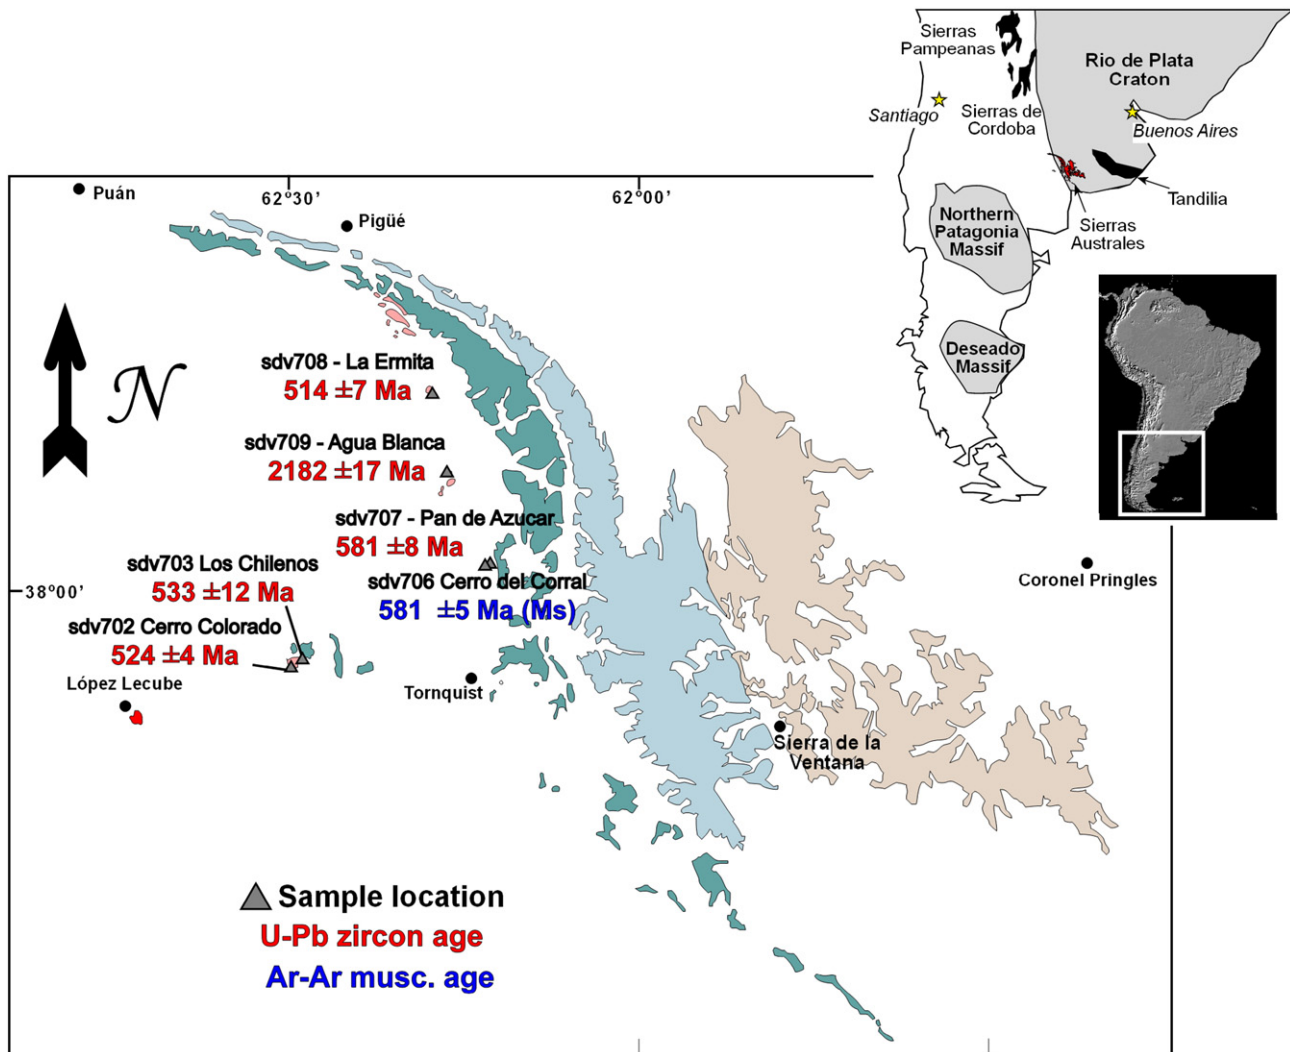 Sierras
Pampeanas
Rio de Plata
Craton
Santiago
Sierras de
Cordoba
Buenos Aires
Tandilia
Northern
Patagonia
Massif
Sierras
Australes
Deseado
Massif
62°30'
62°00'
Puán
Pigüé
N
sdv708 - La Ermita
514 ±7 Ma
sdv709 - Agua Blanca
2182 ±17 Ma
sdv707 - Pan de Azucar
581 ±8 Ma
sdv703 Los Chilenos
533 ±12 Ma
sdv706 Cerro del Corral
581 ±5 Ma (Ms)
38°00'
Coronel Pringles
sdv702 Cerro Colorado
524 ±4 Ma
López Lecube
Tornquist
Sierra de la
Ventana
Sample location
U-Pb zircon age
Ar-Ar musc. age